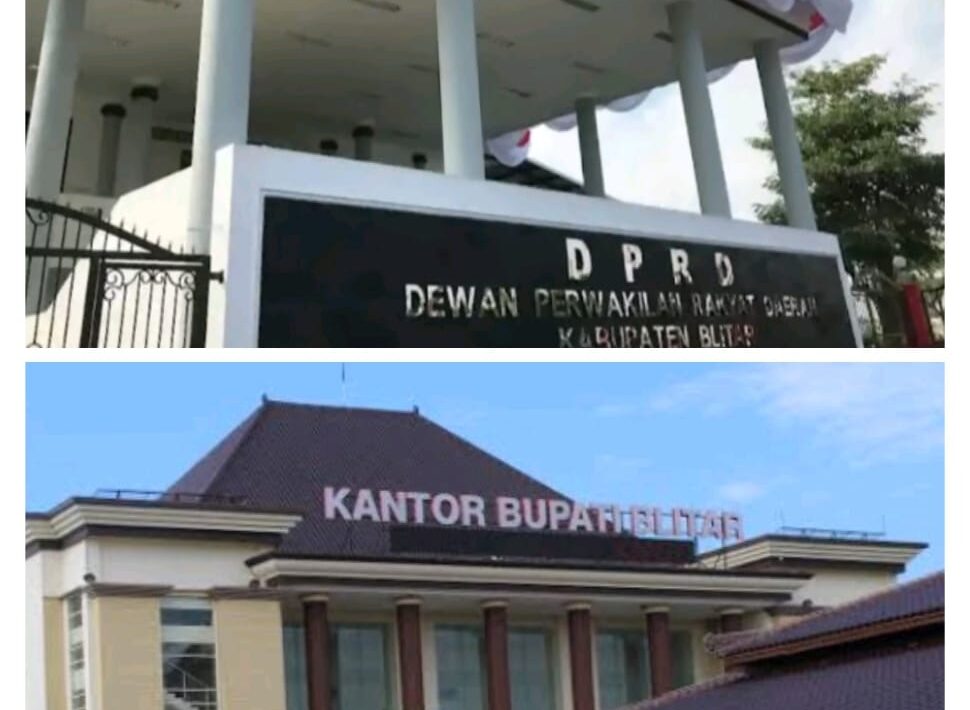 DPRD
DEWAN PERWAKILAN RAKYAT DAERAH
KABUPATEN BLITAR
KANTOR BUPATI BLITAR